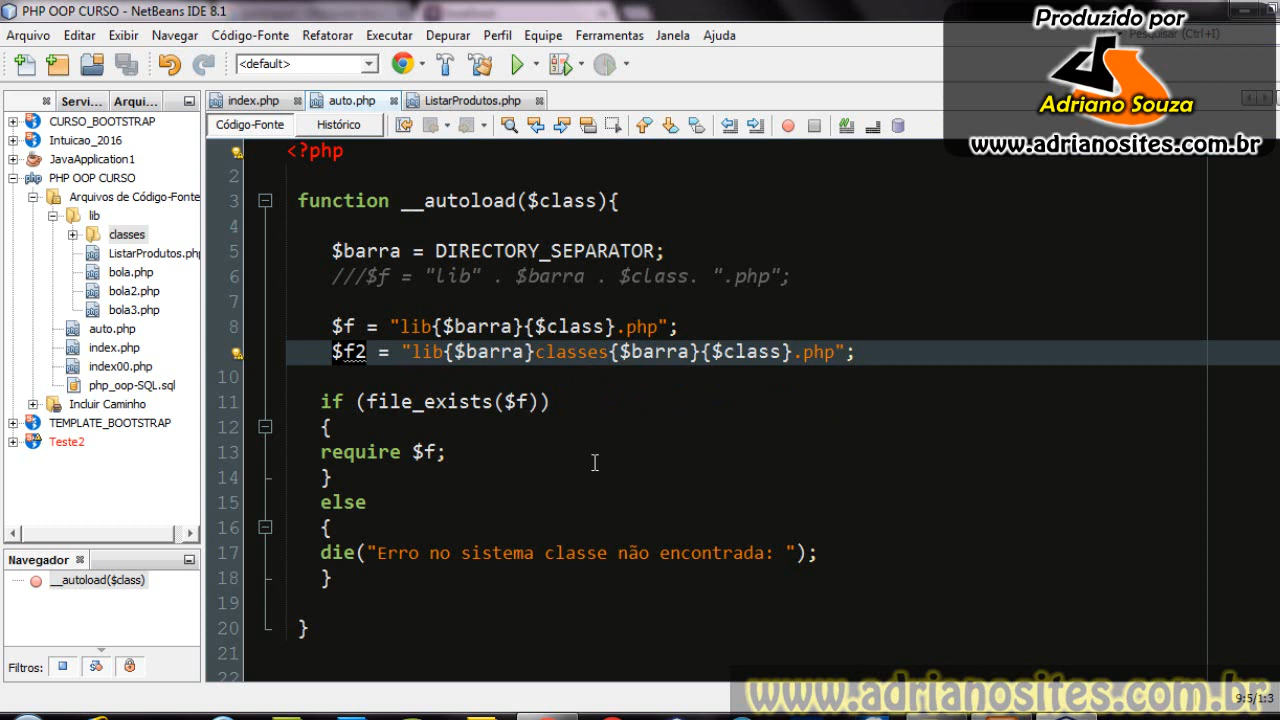 PHP OOP CURSO - NetBeans IDE 8.1
Arquivo Editar Exibir Navegar Código-Fonte Refatorar Executar Depurar Perfil Equipe Ferramentas Janela Ajuda
Pesquisar (Ctrl+I)
Produzido por
Adriano Souza
www.adrianosites.com.br
<default>
Servi... Arqui...
index.php auto.php ListarProdutos.php
Código-Fonte Histórico
CURSO_BOOTSTRAP
Intuicao_2016
JavaApplication1
PHP OOP CURSO
Arquivos de Código-Fonte
lib
classes
ListarProdutos.php
bola.php
bola2.php
bola3.php
auto.php
index.php
index00.php
php_oop-SQL.sql
Incluir Caminho
TEMPLATE_BOOTSTRAP
Teste2
Navegador
__autoload($class)
Filtros:
<?php
2
3 function __autoload($class){
4
5 $barra = DIRECTORY_SEPARATOR;
6 ///$f = "lib" . $barra . $class. ".php";
7
8 $f = "lib{$barra}{$class}.php";
$f2 = "lib{$barra}classes{$barra}{$class}.php";
10
11 if (file_exists($f))
12 {
13 require $f;
14 }
15 else
16 {
17 die("Erro no sistema classe não encontrada: ");
18 }
19
20 }
21
22
www.adrianosites.com.br
9:5/1:3